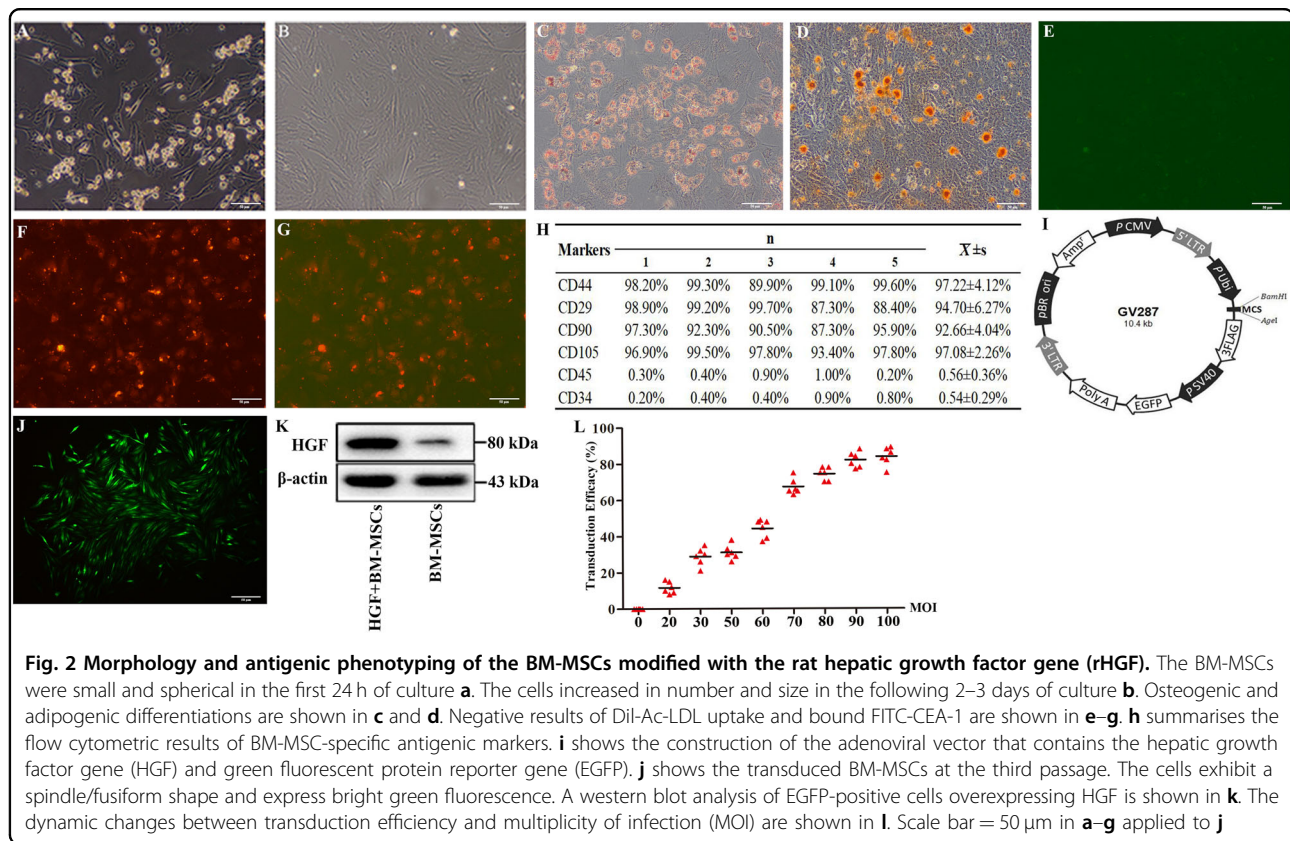 A
B
C
D
E
F
G
H
Markers n X̄ ±s
1 2 3 4 5
CD44 98.20% 99.30% 89.90% 99.10% 99.60% 97.22±4.12%
CD29 98.90% 99.20% 99.70% 87.30% 88.40% 94.70±6.27%
CD90 97.30% 92.30% 90.50% 87.30% 95.90% 92.66±4.04%
CD105 96.90% 99.50% 97.80% 93.40% 97.80% 97.08±2.26%
CD45 0.30% 0.40% 0.90% 1.00% 0.20% 0.56±0.36%
CD34 0.20% 0.40% 0.40% 0.90% 0.80% 0.54±0.29%
I
P CMV
5' LTR
P Ubi
BamHI
MCS
AgeI
3FLAG
P SV40
EGFP
Poly A
3' LTR
pBR ori
Ampʳ
GV287
10.4 kb
J
K
HGF 80 kDa
β-actin 43 kDa
HGF+BM-MSCs
BM-MSCs
L
Transduction Efficacy (%)
100
80
60
40
20
0
0 20 30 50 60 70 80 90 100
MOI
Fig. 2 Morphology and antigenic phenotyping of the BM-MSCs modified with the rat hepatic growth factor gene (rHGF). The BM-MSCs
were small and spherical in the first 24 h of culture a. The cells increased in number and size in the following 2–3 days of culture b. Osteogenic and
adipogenic differentiations are shown in c and d. Negative results of Dil-Ac-LDL uptake and bound FITC-CEA-1 are shown in e–g. h summarises the
flow cytometric results of BM-MSC-specific antigenic markers. i shows the construction of the adenoviral vector that contains the hepatic growth
factor gene (HGF) and green fluorescent protein reporter gene (EGFP). j shows the transduced BM-MSCs at the third passage. The cells exhibit a
spindle/fusiform shape and express bright green fluorescence. A western blot analysis of EGFP-positive cells overexpressing HGF is shown in k. The
dynamic changes between transduction efficiency and multiplicity of infection (MOI) are shown in l. Scale bar = 50 μm in a–g applied to j